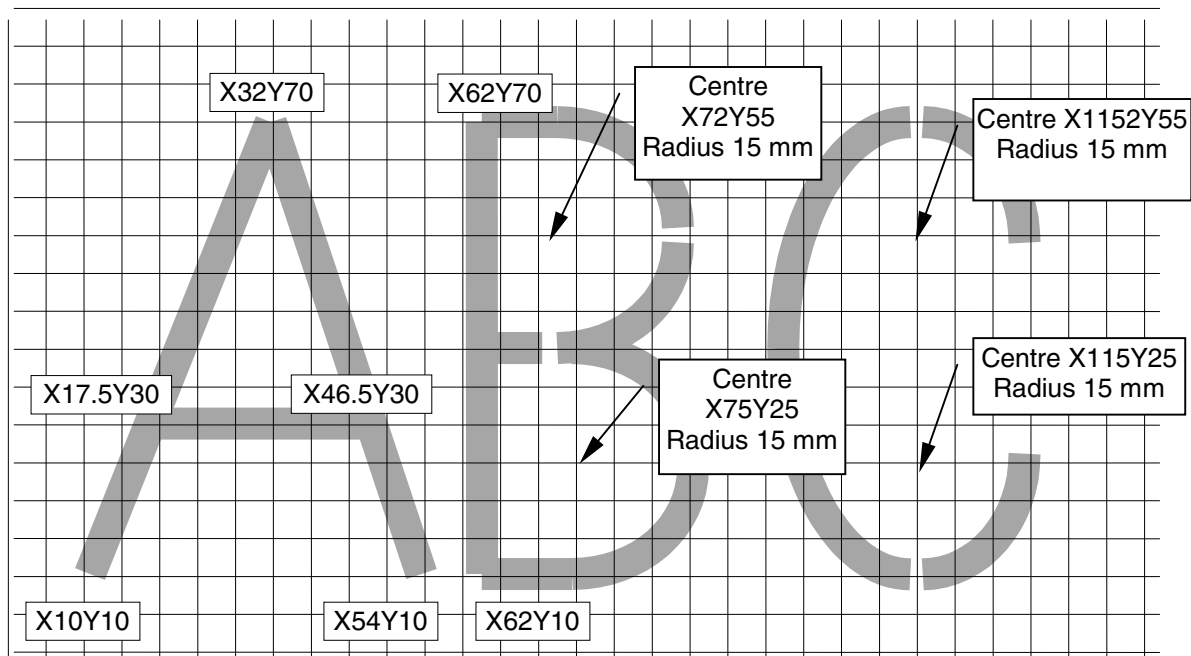 X32Y70
X62Y70
Centre
X72Y55
Radius 15 mm
Centre X1152Y55
Radius 15 mm
X17.5Y30
X46.5Y30
Centre
X75Y25
Radius 15 mm
Centre X115Y25
Radius 15 mm
X10Y10
X54Y10
X62Y10
ABC